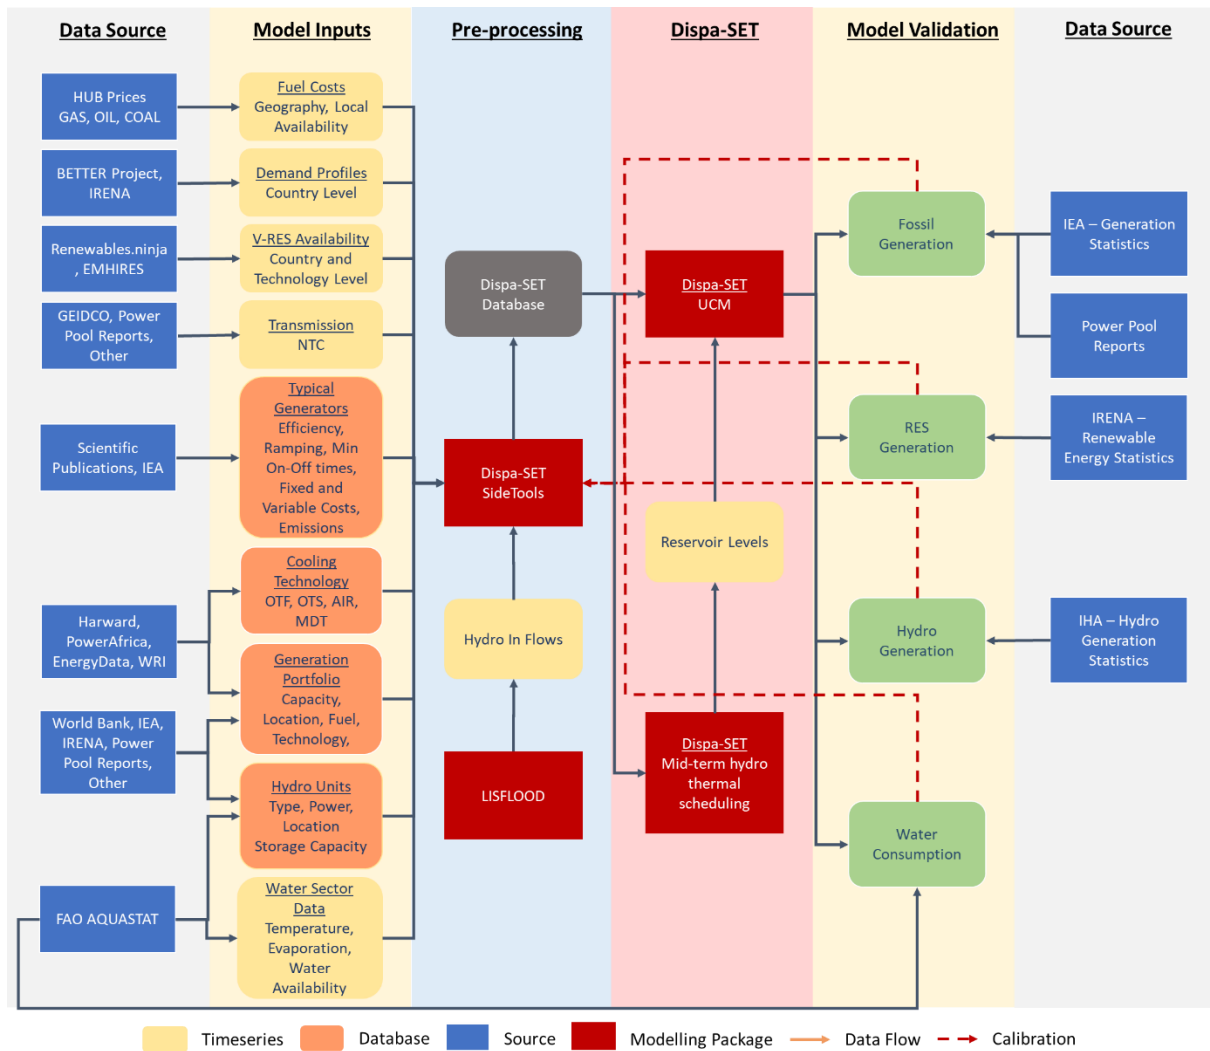 Data Source
Model Inputs
Pre-processing
Dispa-SET
Model Validation
Data Source
HUB Prices
GAS, OIL, COAL
BETTER Project,
IRENA
Renewables.ninja
, EMHIRES
GEIDCO, Power
Pool Reports,
Other
Scientific
Publications, IEA
Harward,
PowerAfrica,
EnergyData, WRI
World Bank, IEA,
IRENA, Power
Pool Reports,
Other
FAO AQUASTAT
Fuel Costs
Geography, Local
Availability
Demand Profiles
Country Level
V-RES Availability
Country and
Technology Level
Transmission
NTC
Typical
Generators
Efficiency,
Ramping, Min
On-Off times,
Fixed and
Variable Costs,
Emissions
Cooling
Technology
OTF, OTS, AIR,
MDT
Generation
Portfolio
Capacity,
Location, Fuel,
Technology,
Hydro Units
Type, Power,
Location
Storage Capacity
Water Sector
Data
Temperature,
Evaporation,
Water
Availability
Dispa-SET
Database
Dispa-SET
SideTools
Hydro In Flows
LISFLOOD
Dispa-SET
UCM
Reservoir Levels
Dispa-SET
Mid-term hydro
thermal
scheduling
Fossil
Generation
RES
Generation
Hydro
Generation
Water
Consumption
IEA – Generation
Statistics
Power Pool
Reports
IRENA –
Renewable
Energy Statistics
IHA – Hydro
Generation
Statistics
Timeseries
Database
Source
Modelling Package
Data Flow
Calibration